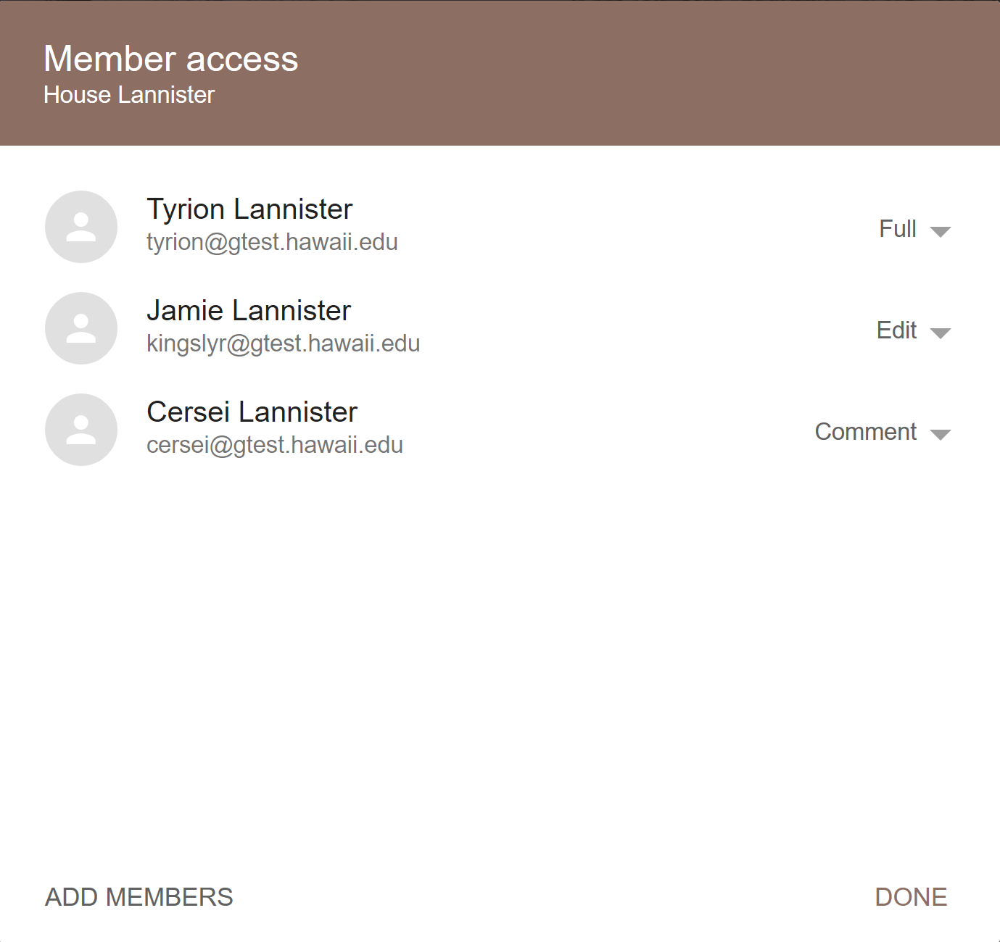 Member access
House Lannister
Tyrion Lannister
tyrion@gtest.hawaii.edu
Full
Jamie Lannister
kingslyr@gtest.hawaii.edu
Edit
Cersei Lannister
cersei@gtest.hawaii.edu
Comment
ADD MEMBERS
DONE